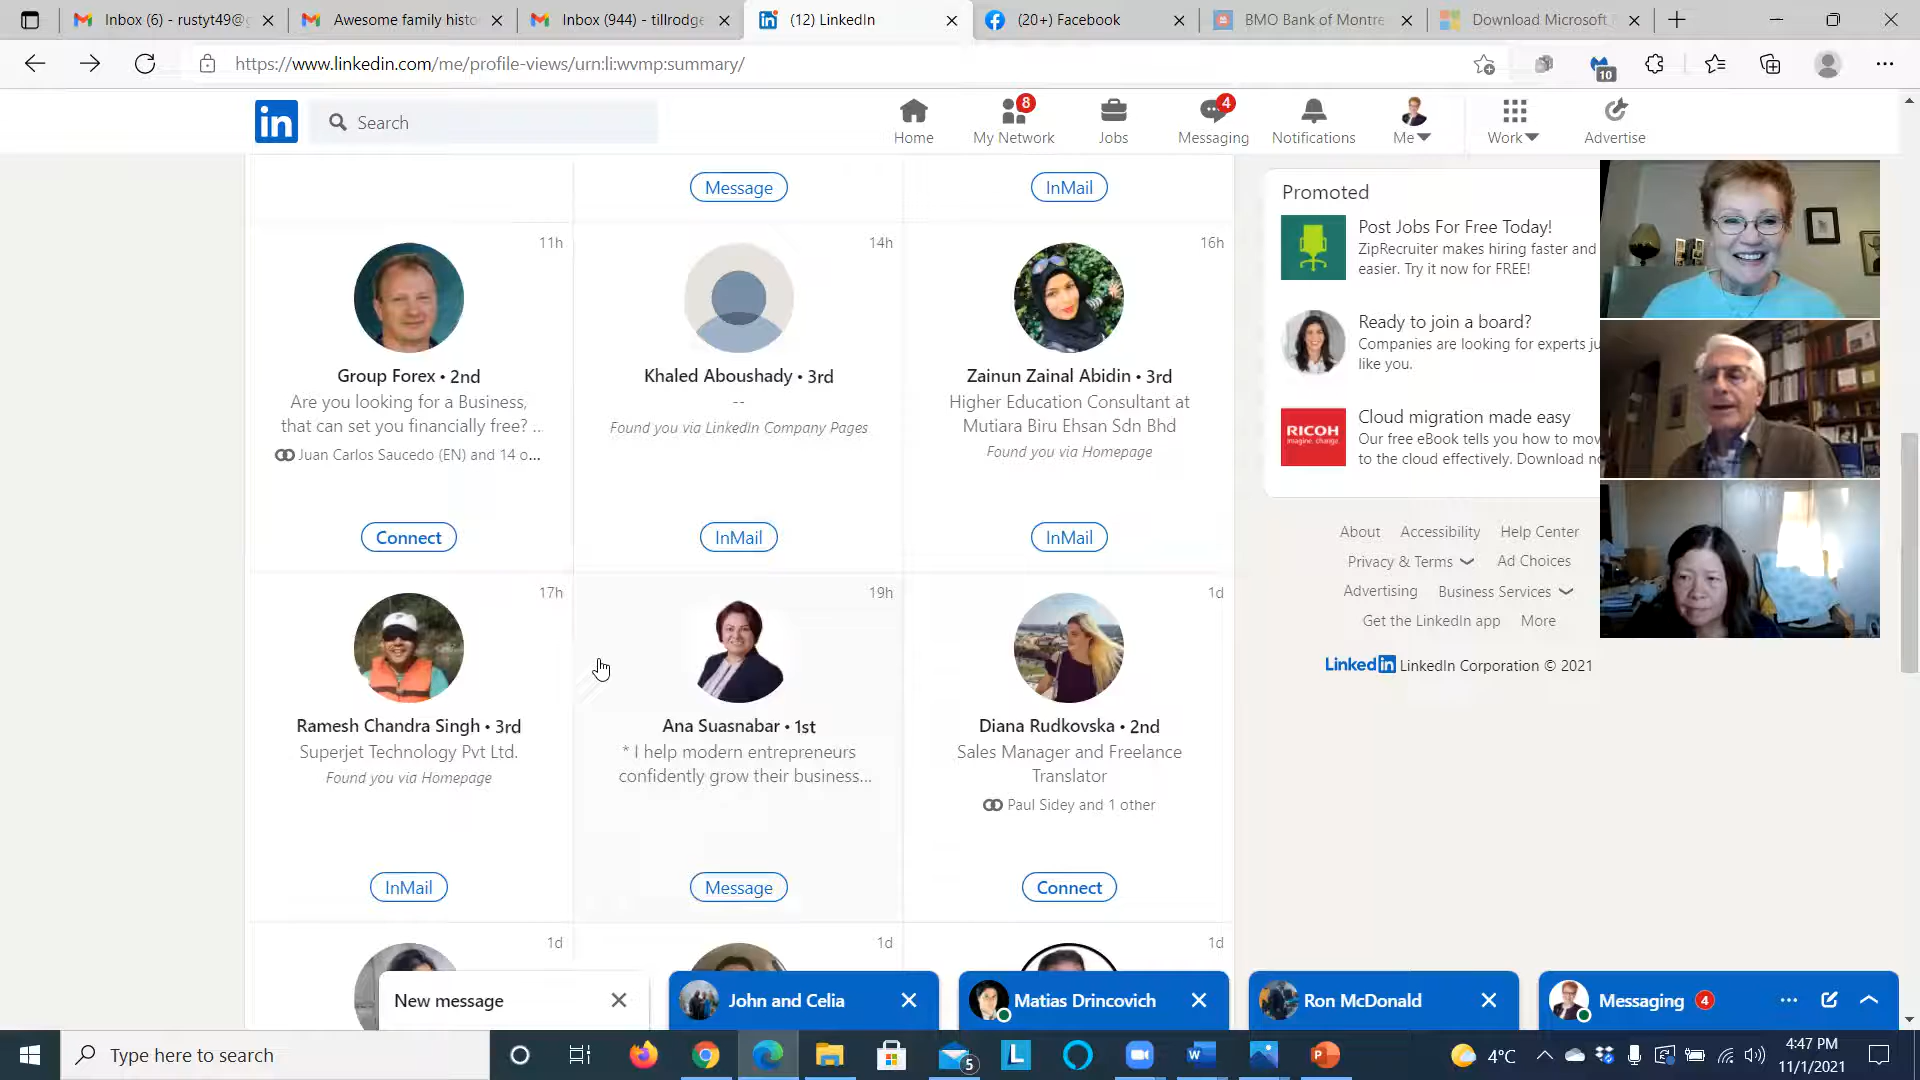 Inbox (6) - rustyt49@g
Awesome family histo
Inbox (944) - tillrodge
(12) LinkedIn
(20+) Facebook
BMO Bank of Montre
Download Microsoft
https://www.linkedin.com/me/profile-views/urn:li:wvmp:summary/
10
in
Search
Home
8
My Network
Jobs
4
Messaging
Notifications
Me
Work
Advertise
Message
InMail
11h
Group Forex • 2nd
Are you looking for a Business,
that can set you financially free? ...
Juan Carlos Saucedo (EN) and 14 o...
Connect
14h
Khaled Aboushady • 3rd
--
Found you via LinkedIn Company Pages
InMail
16h
Zainun Zainal Abidin • 3rd
Higher Education Consultant at
Mutiara Biru Ehsan Sdn Bhd
Found you via Homepage
InMail
17h
Ramesh Chandra Singh • 3rd
Superjet Technology Pvt Ltd.
Found you via Homepage
InMail
19h
Ana Suasnabar • 1st
* I help modern entrepreneurs
confidently grow their business...
Message
1d
Diana Rudkovska • 2nd
Sales Manager and Freelance
Translator
Paul Sidey and 1 other
Connect
1d
1d
1d
Promoted
Post Jobs For Free Today!
ZipRecruiter makes hiring faster and
easier. Try it now for FREE!
Ready to join a board?
Companies are looking for experts ju
like you.
RICOH
imagine. change.
Cloud migration made easy
Our free eBook tells you how to mov
to the cloud effectively. Download no
About
Accessibility
Help Center
Privacy & Terms
Ad Choices
Advertising
Business Services
Get the LinkedIn app
More
Linkedin LinkedIn Corporation © 2021
New message
John and Celia
Matias Drincovich
Ron McDonald
Messaging 4
Type here to search
5
L
W
P
4°C
4:47 PM
11/1/2021